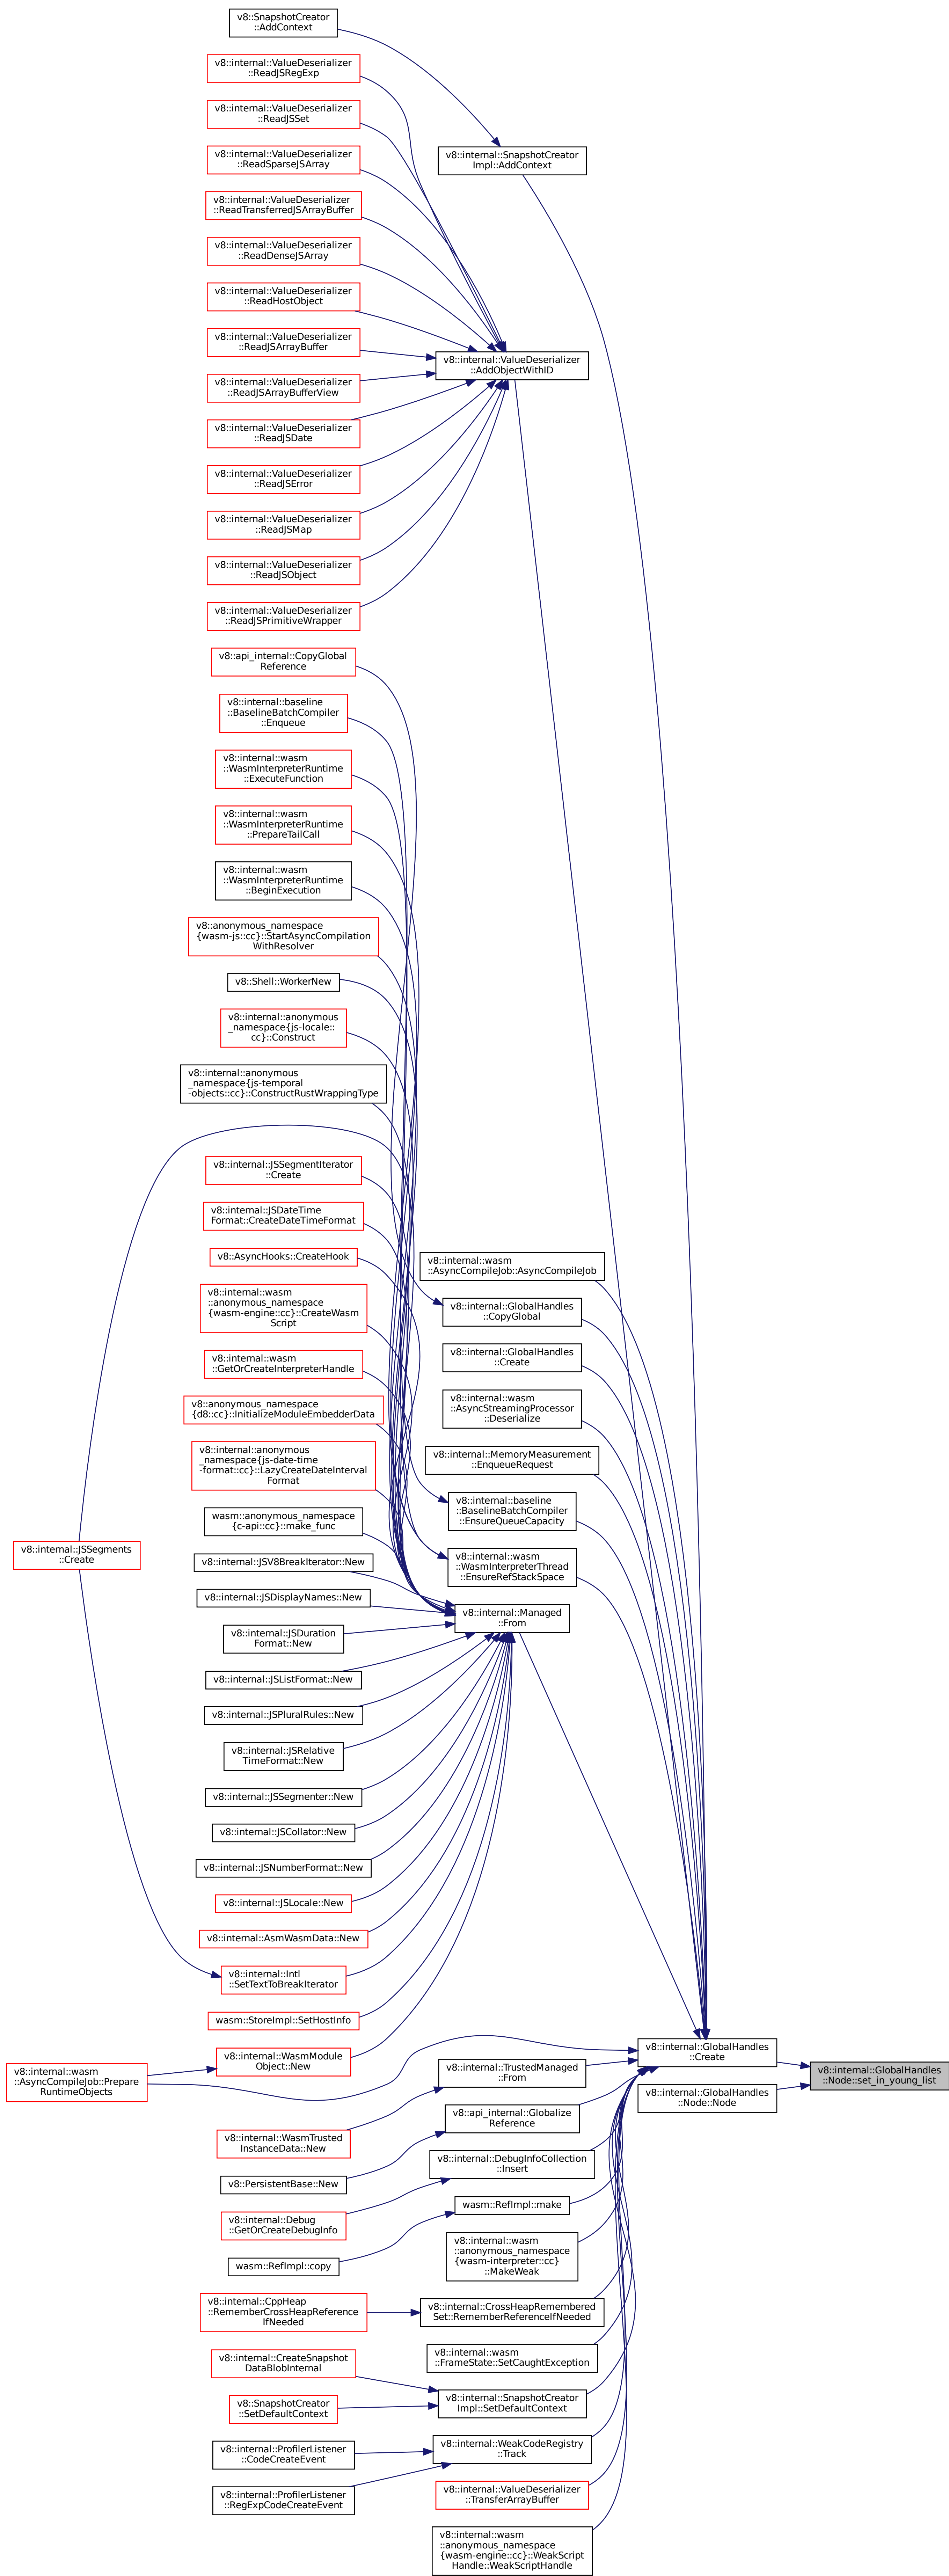 v8::SnapshotCreator
::AddContext
v8::internal::ValueDeserializer
::ReadJSRegExp
v8::internal::ValueDeserializer
::ReadJSSet
v8::internal::ValueDeserializer
::ReadSparseJSArray
v8::internal::SnapshotCreator
Impl::AddContext
v8::internal::ValueDeserializer
::ReadTransferredJSArrayBuffer
v8::internal::ValueDeserializer
::ReadDenseJSArray
v8::internal::ValueDeserializer
::ReadHostObject
v8::internal::ValueDeserializer
::ReadJSArrayBuffer
v8::internal::ValueDeserializer
::AddObjectWithID
v8::internal::ValueDeserializer
::ReadJSArrayBufferView
v8::internal::ValueDeserializer
::ReadJSDate
v8::internal::ValueDeserializer
::ReadJSError
v8::internal::ValueDeserializer
::ReadJSMap
v8::internal::ValueDeserializer
::ReadJSObject
v8::internal::ValueDeserializer
::ReadJSPrimitiveWrapper
v8::api_internal::CopyGlobal
Reference
v8::internal::baseline
::BaselineBatchCompiler
::Enqueue
v8::internal::wasm
::WasmInterpreterRuntime
::ExecuteFunction
v8::internal::wasm
::WasmInterpreterRuntime
::PrepareTailCall
v8::internal::wasm
::WasmInterpreterRuntime
::BeginExecution
v8::anonymous_namespace
{wasm-js::cc}::StartAsyncCompilation
WithResolver
v8::Shell::WorkerNew
v8::internal::anonymous
_namespace{js-locale::
cc}::Construct
v8::internal::anonymous
_namespace{js-temporal
-objects::cc}::ConstructRustWrappingType
v8::internal::JSSegmentIterator
::Create
v8::internal::JSDateTime
Format::CreateDateTimeFormat
v8::AsyncHooks::CreateHook
v8::internal::wasm
::AsyncCompileJob::AsyncCompileJob
v8::internal::wasm
::anonymous_namespace
{wasm-engine::cc}::CreateWasm
Script
v8::internal::GlobalHandles
::CopyGlobal
v8::internal::wasm
::GetOrCreateInterpreterHandle
v8::internal::GlobalHandles
::Create
v8::anonymous_namespace
{d8::cc}::InitializeModuleEmbedderData
v8::internal::wasm
::AsyncStreamingProcessor
::Deserialize
v8::internal::anonymous
_namespace{js-date-time
-format::cc}::LazyCreateDateInterval
Format
v8::internal::MemoryMeasurement
::EnqueueRequest
wasm::anonymous_namespace
{c-api::cc}::make_func
v8::internal::baseline
::BaselineBatchCompiler
::EnsureQueueCapacity
v8::internal::JSSegments
::Create
v8::internal::JSV8BreakIterator::New
v8::internal::wasm
::WasmInterpreterThread
::EnsureRefStackSpace
v8::internal::JSDisplayNames::New
v8::internal::Managed
::From
v8::internal::JSDuration
Format::New
v8::internal::JSListFormat::New
v8::internal::JSPluralRules::New
v8::internal::JSRelative
TimeFormat::New
v8::internal::JSSegmenter::New
v8::internal::JSCollator::New
v8::internal::JSNumberFormat::New
v8::internal::JSLocale::New
v8::internal::AsmWasmData::New
v8::internal::Intl
::SetTextToBreakIterator
wasm::StoreImpl::SetHostInfo
v8::internal::wasm
::AsyncCompileJob::Prepare
RuntimeObjects
v8::internal::WasmModule
Object::New
v8::internal::TrustedManaged
::From
v8::internal::GlobalHandles
::Create
v8::internal::GlobalHandles
::Node::set_in_young_list
v8::internal::GlobalHandles
::Node::Node
v8::internal::WasmTrusted
InstanceData::New
v8::api_internal::Globalize
Reference
v8::PersistentBase::New
v8::internal::DebugInfoCollection
::Insert
v8::internal::Debug
::GetOrCreateDebugInfo
wasm::RefImpl::make
wasm::RefImpl::copy
v8::internal::wasm
::anonymous_namespace
{wasm-interpreter::cc}
::MakeWeak
v8::internal::CppHeap
::RememberCrossHeapReference
IfNeeded
v8::internal::CrossHeapRemembered
Set::RememberReferenceIfNeeded
v8::internal::wasm
::FrameState::SetCaughtException
v8::internal::CreateSnapshot
DataBlobInternal
v8::SnapshotCreator
::SetDefaultContext
v8::internal::SnapshotCreator
Impl::SetDefaultContext
v8::internal::ProfilerListener
::CodeCreateEvent
v8::internal::WeakCodeRegistry
::Track
v8::internal::ProfilerListener
::RegExpCodeCreateEvent
v8::internal::ValueDeserializer
::TransferArrayBuffer
v8::internal::wasm
::anonymous_namespace
{wasm-engine::cc}::WeakScript
Handle::WeakScriptHandle